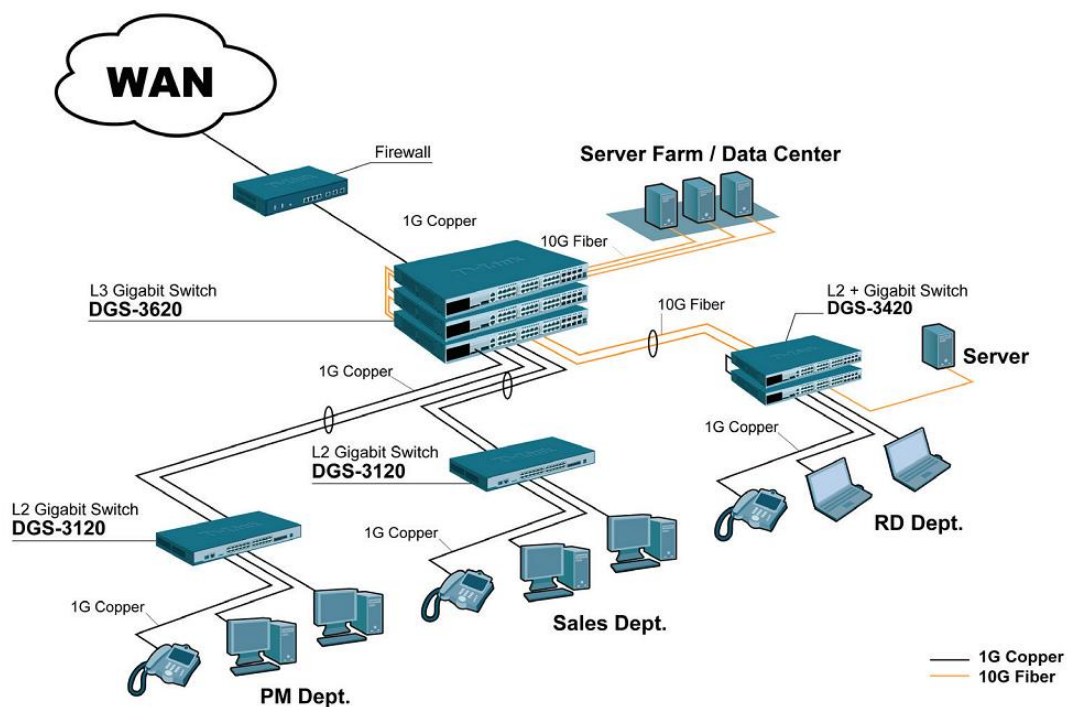 WAN
Firewall
Server Farm / Data Center
1G Copper
10G Fiber
L3 Gigabit Switch
DGS-3620
10G Fiber
L2 + Gigabit Switch
DGS-3420
Server
1G Copper
L2 Gigabit Switch
DGS-3120
1G Copper
L2 Gigabit Switch
DGS-3120
RD Dept.
1G Copper
1G Copper
Sales Dept.
PM Dept.
1G Copper
10G Fiber